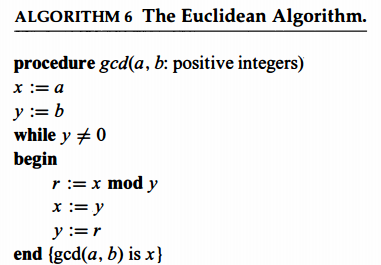 ALGORITHM 6 The Euclidean Algorithm.
procedure gcd(a, b: positive integers)
x := a
y := b
while y ≠ 0
begin
r := x mod y
x := y
y := r
end {gcd(a, b) is x}